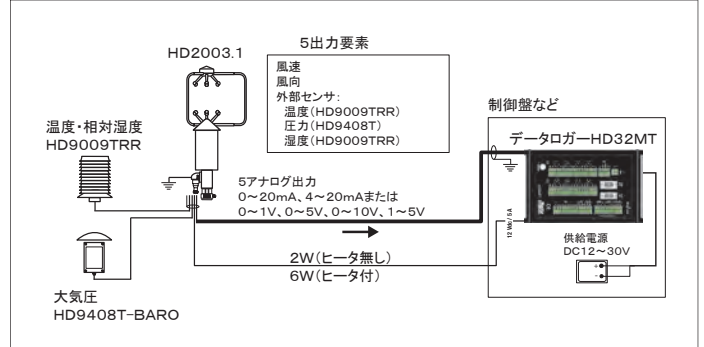 HD2003.1
5出力要素
風速
風向
外部センサ:
温度(HD9009TRR)
圧力(HD9408T)
湿度(HD9009TRR)
温度・相対湿度
HD9009TRR
大気圧
HD9408T-BARO
5アナログ出力
0～20mA、4～20mAまたは
0～1V、0～5V、0～10V、1～5V
2W(ヒータ無し)
6W(ヒータ付)
制御盤など
データロガーHD32MT
12 Vdc / 5A
供給電源
DC12～30V